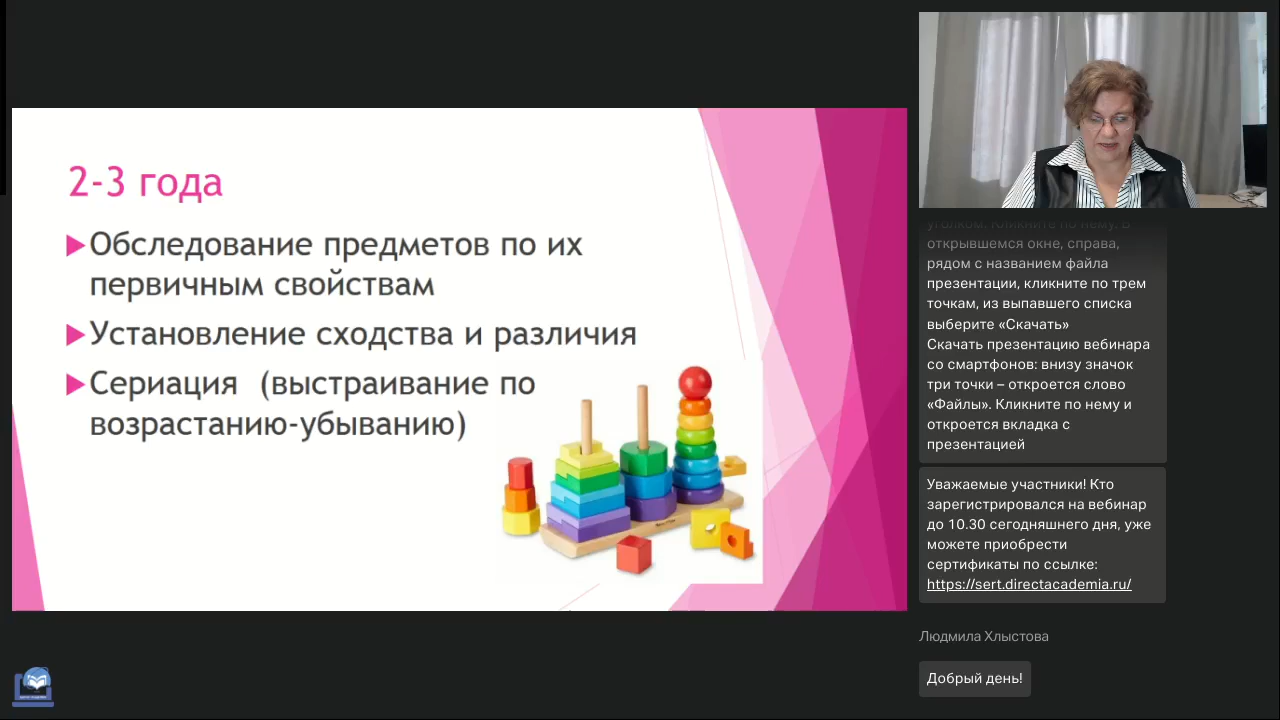 2-3 года
Обследование предметов по их
первичным свойствам
Установление сходства и различия
Сериация (выстраивание по
возрастанию-убыванию)
уголком. Кликните по нему. В
открывшемся окне, справа,
рядом с названием файла
презентации, кликните по трем
точкам, из выпавшего списка
выберите «Скачать»
Скачать презентацию вебинара
со смартфонов: внизу значок
три точки – откроется слово
«Файлы». Кликните по нему и
откроется вкладка с
презентацией
Уважаемые участники! Кто
зарегистрировался на вебинар
до 10.30 сегодняшнего дня, уже
можете приобрести
сертификаты по ссылке:
https://sert.directacademia.ru/
Людмила Хлыстова
Добрый день!